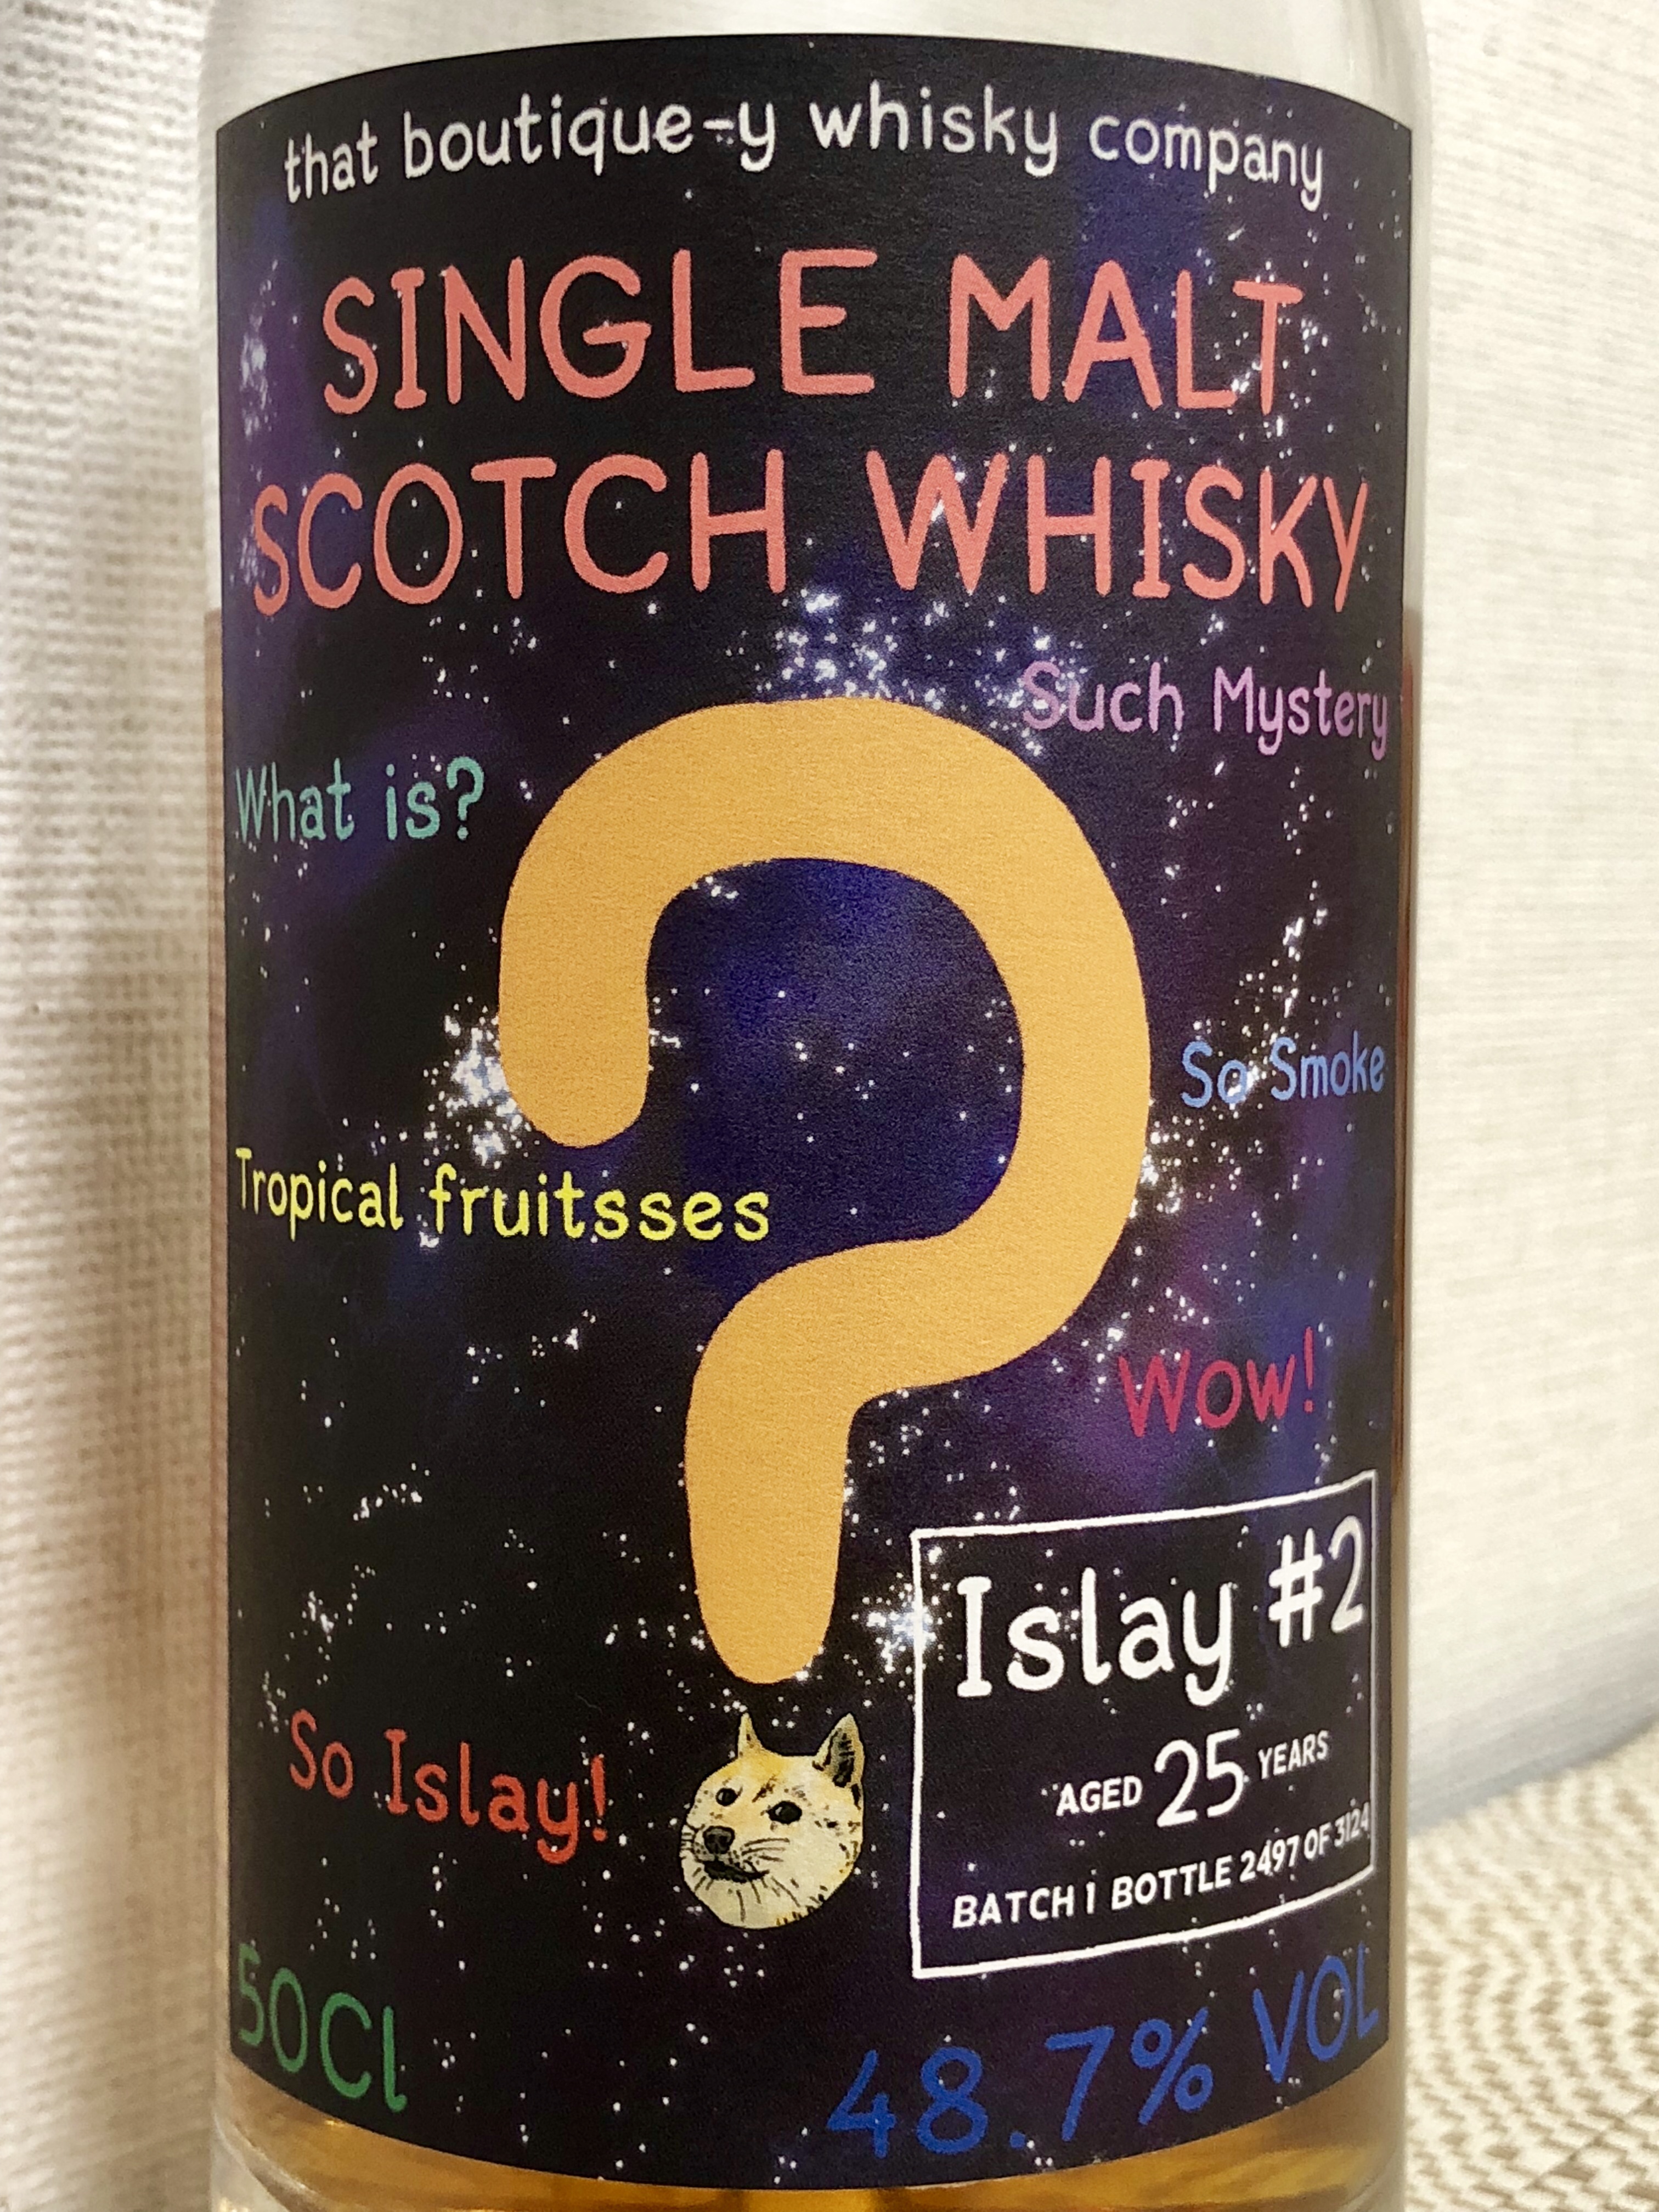 that boutique-y whisky company
SINGLE MALT
SCOTCH WHISKY
Such Mystery
What is?
?
So Smoke
Tropical fruitsses
Wow!
Islay #2
AGED 25 YEARS
BATCH 1 BOTTLE 2497 OF 3124
So Islay!
50Cl
48.7% VOL